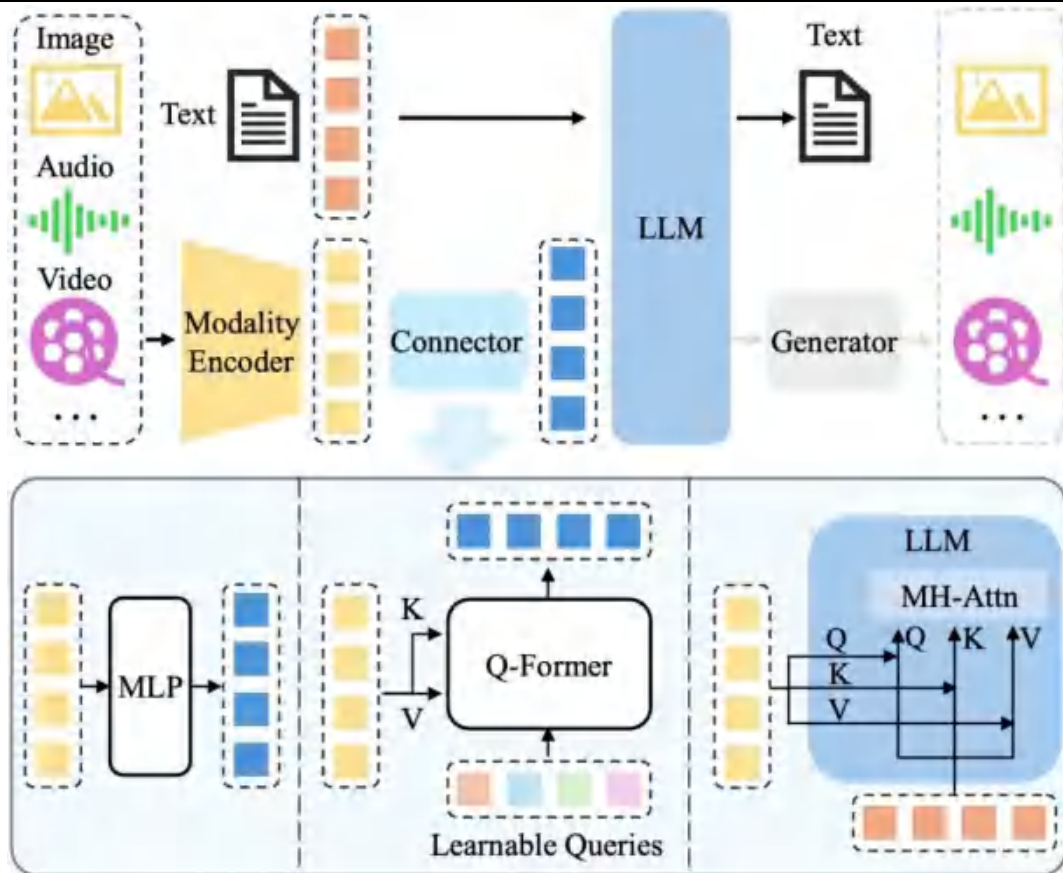 Image
Text
Text
Audio
LLM
Video
Modality
Encoder
Connector
Generator
...
...
LLM
MH-Attn
K
Q
Q
K
V
MLP
Q-Former
K
V
V
Learnable Queries